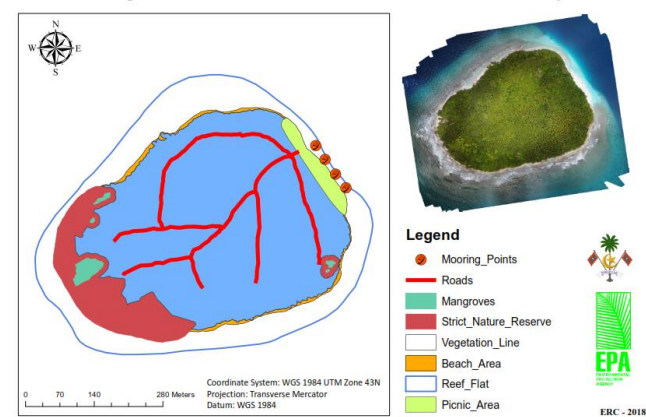 N
W
E
S
Legend
Mooring_Points
Roads
Mangroves
Strict_Nature_Reserve
Vegetation_Line
Beach_Area
Reef_Flat
Picnic_Area
Coordinate System: WGS 1984 UTM Zone 43N
Projection: Transverse Mercator
Datum: WGS 1984
0 70 140 280 Meters
EPA
ERC - 2018